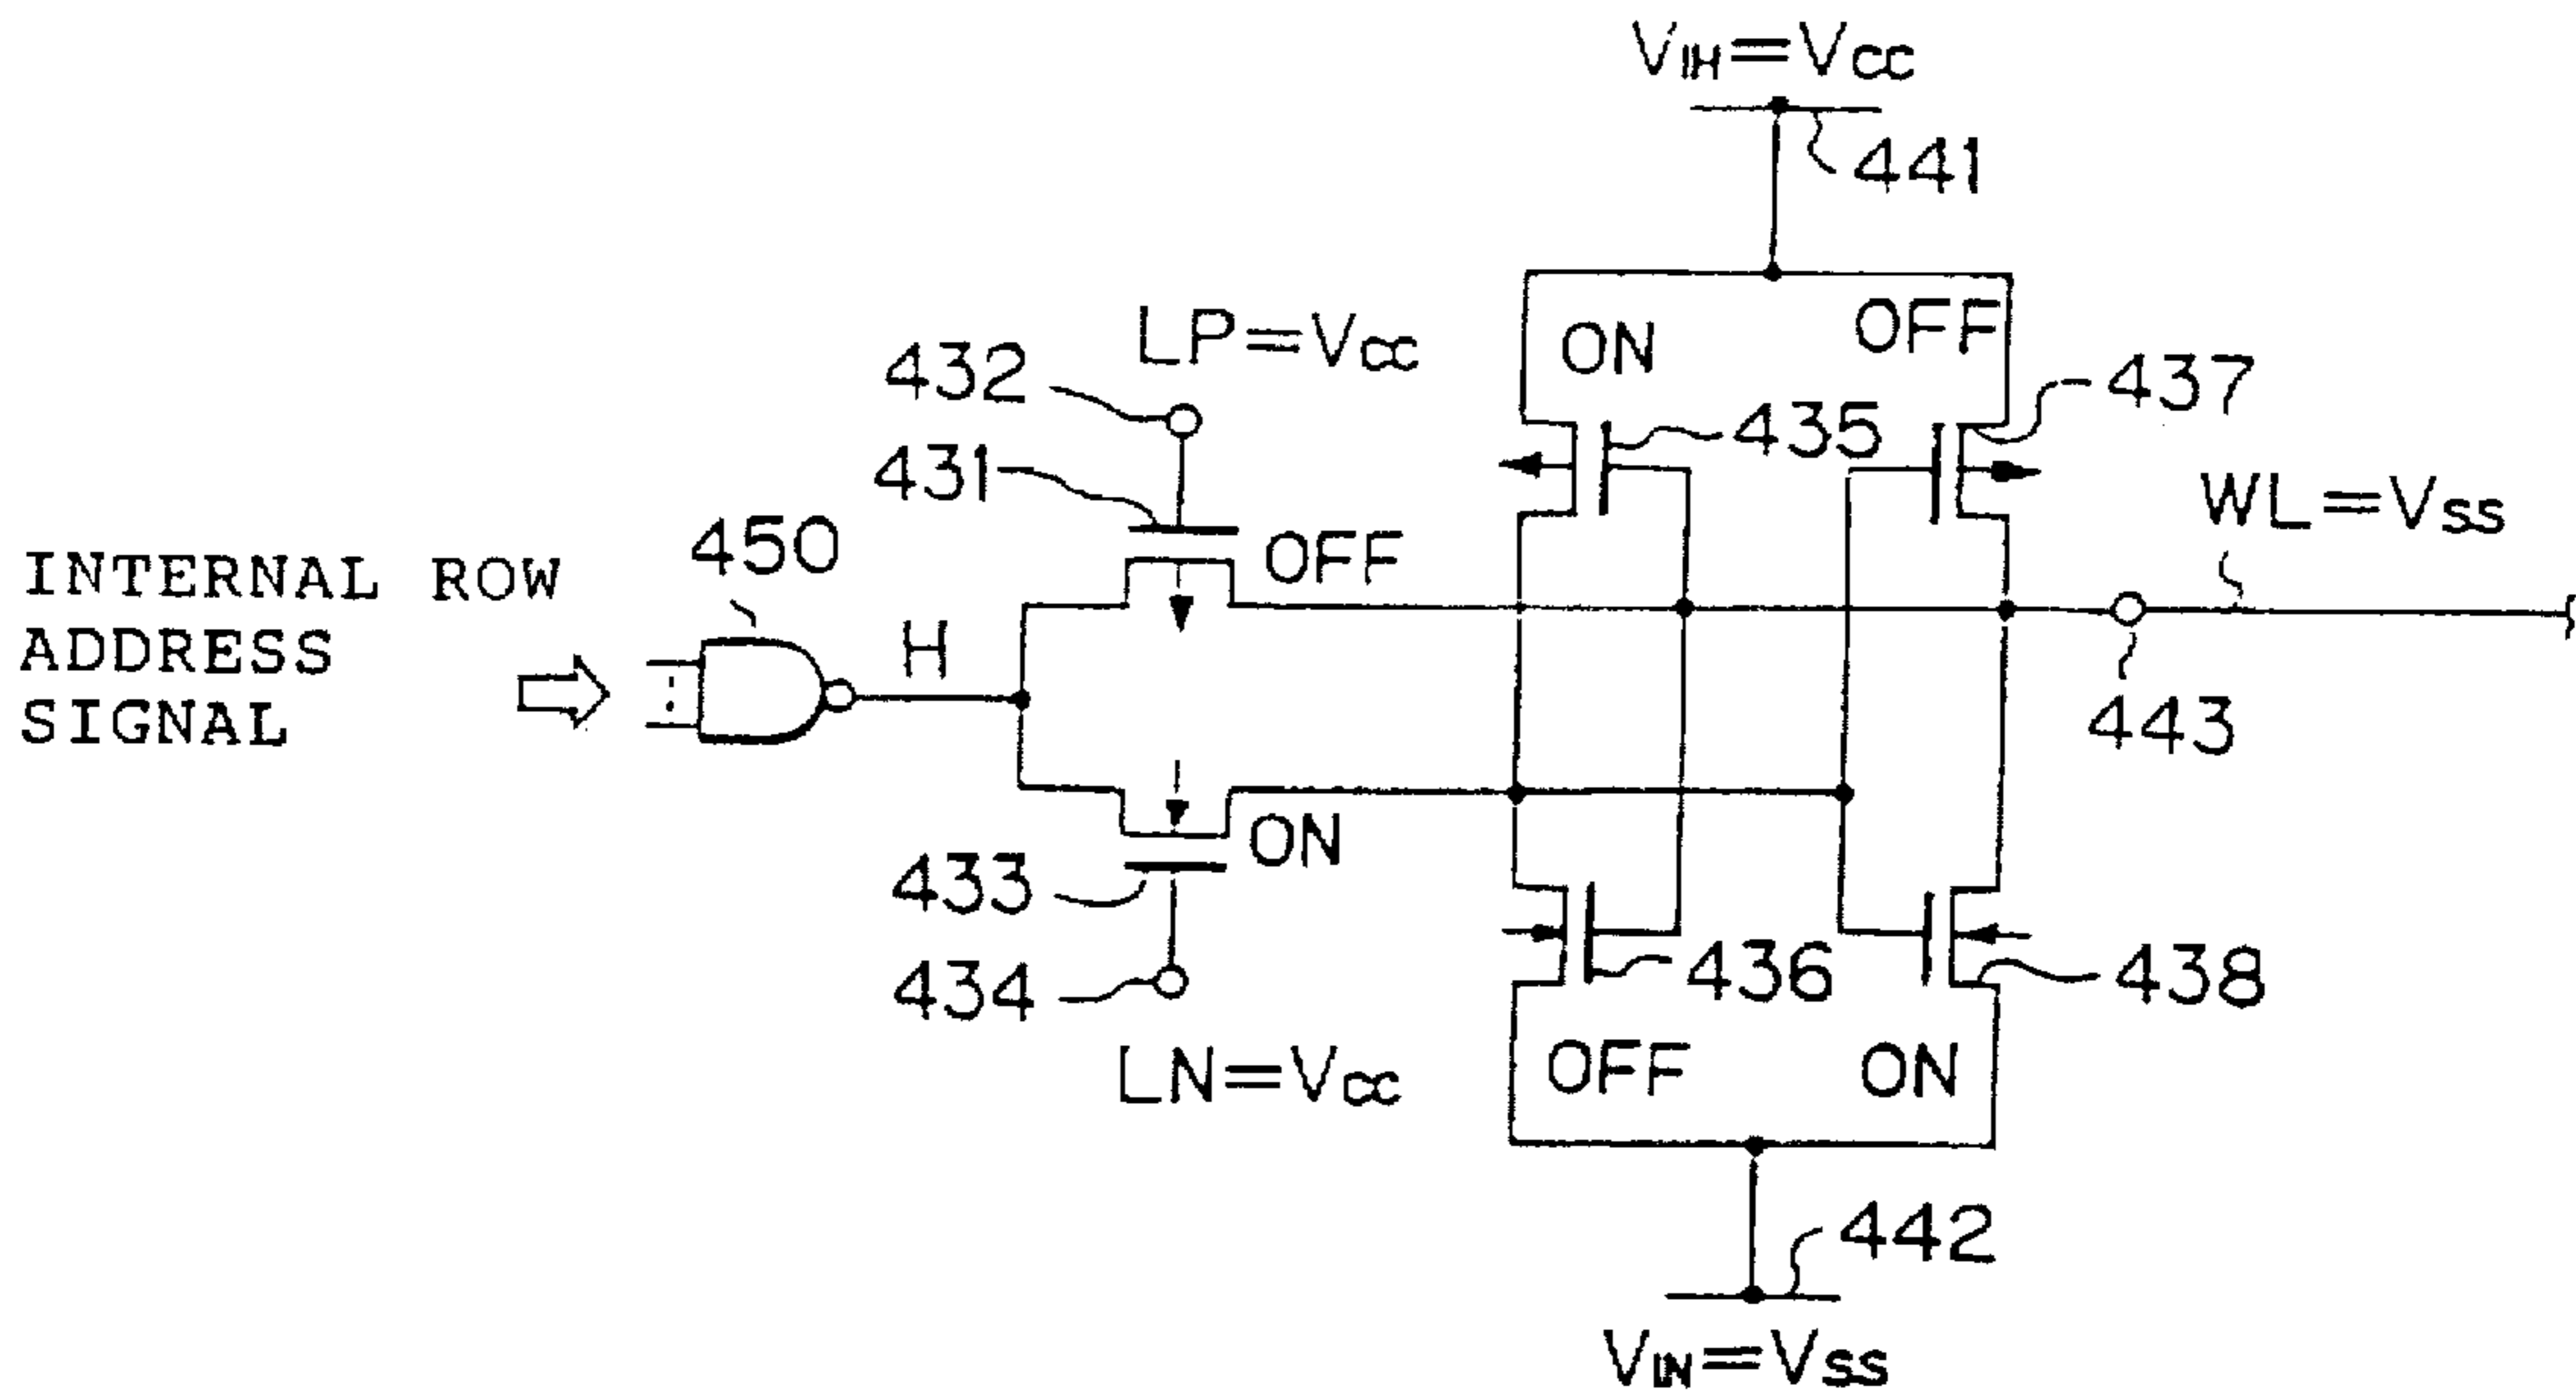 VIH=VCC
441
LP=VCC
432
ON
OFF
437
435
431
OFF
WL=VSS
450
INTERNAL ROW
ADDRESS
SIGNAL
H
443
ON
433
434
436
438
LN=VCC
OFF
ON
442
VIN=VSS